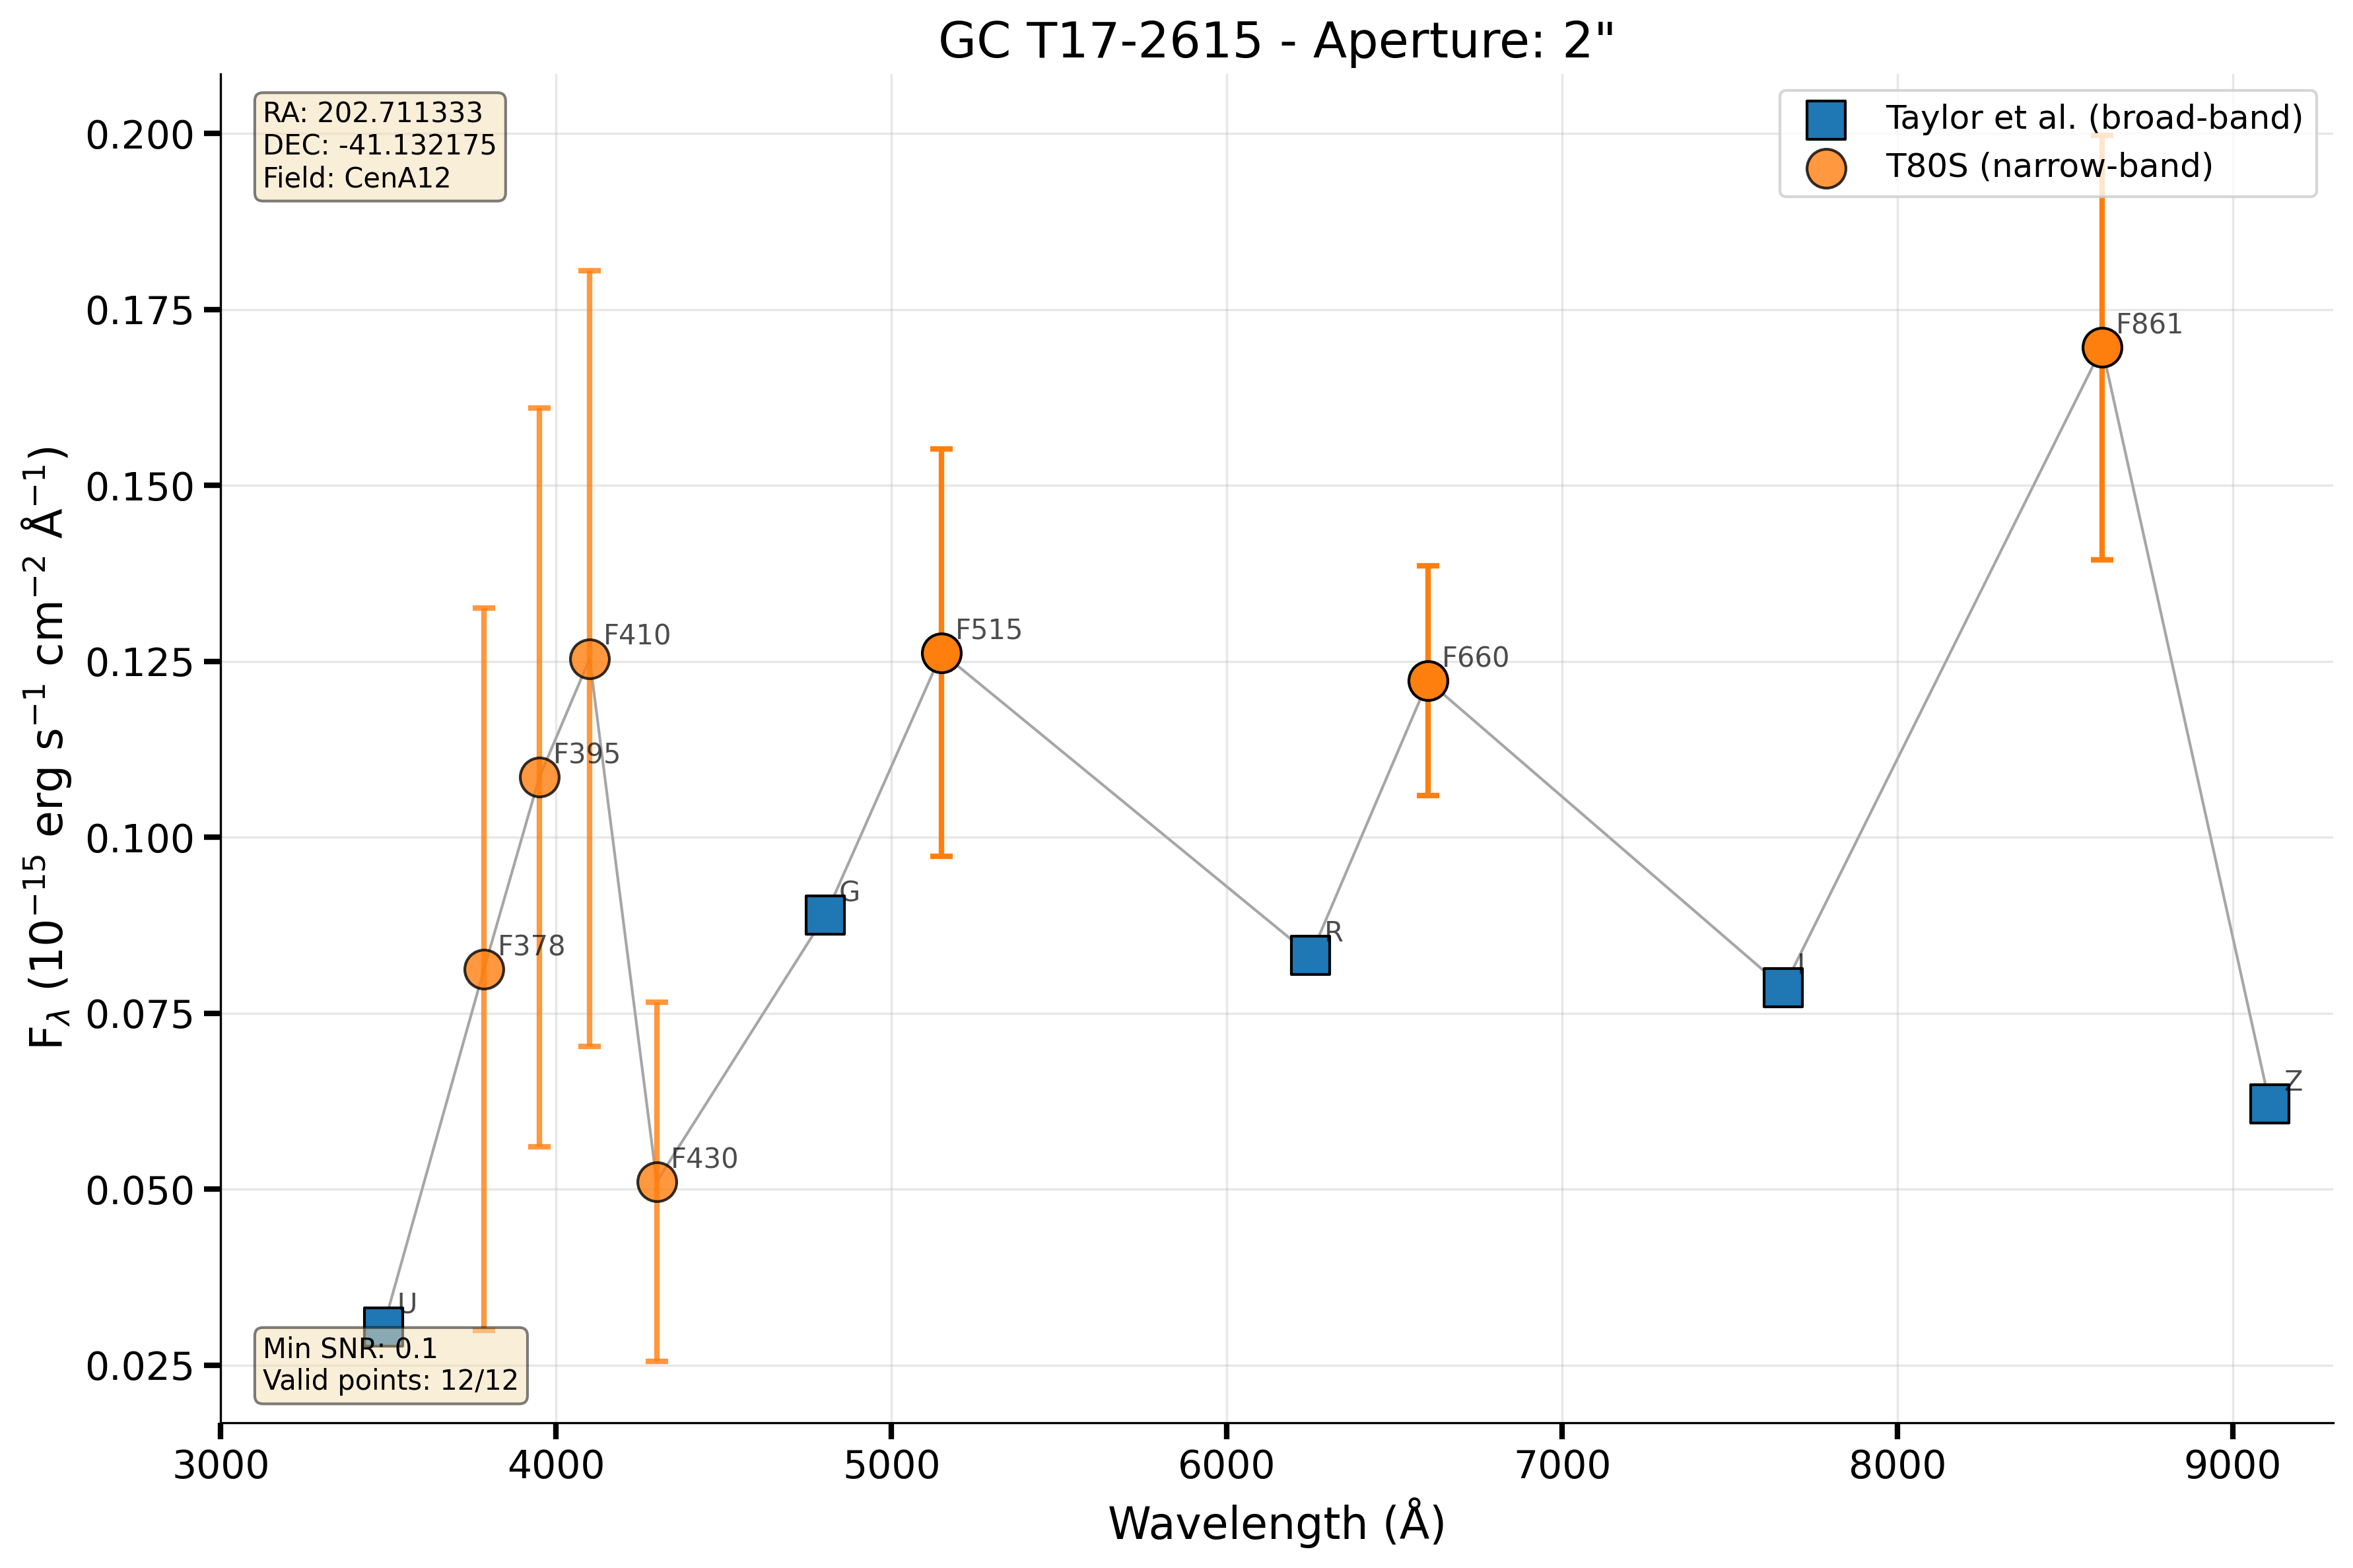 GC T17-2615 - Aperture: 2"
RA: 202.711333
DEC: -41.132175
Field: CenA12
Taylor et al. (broad-band)
T80S (narrow-band)
F_λ (10⁻¹⁵ erg s⁻¹ cm⁻² Å⁻¹)
0.200
0.175
0.150
0.125
0.100
0.075
0.050
0.025
U
F378
F395
F410
F430
G
F515
R
F660
I
F861
Z
Min SNR: 0.1
Valid points: 12/12
3000 4000 5000 6000 7000 8000 9000
Wavelength (Å)